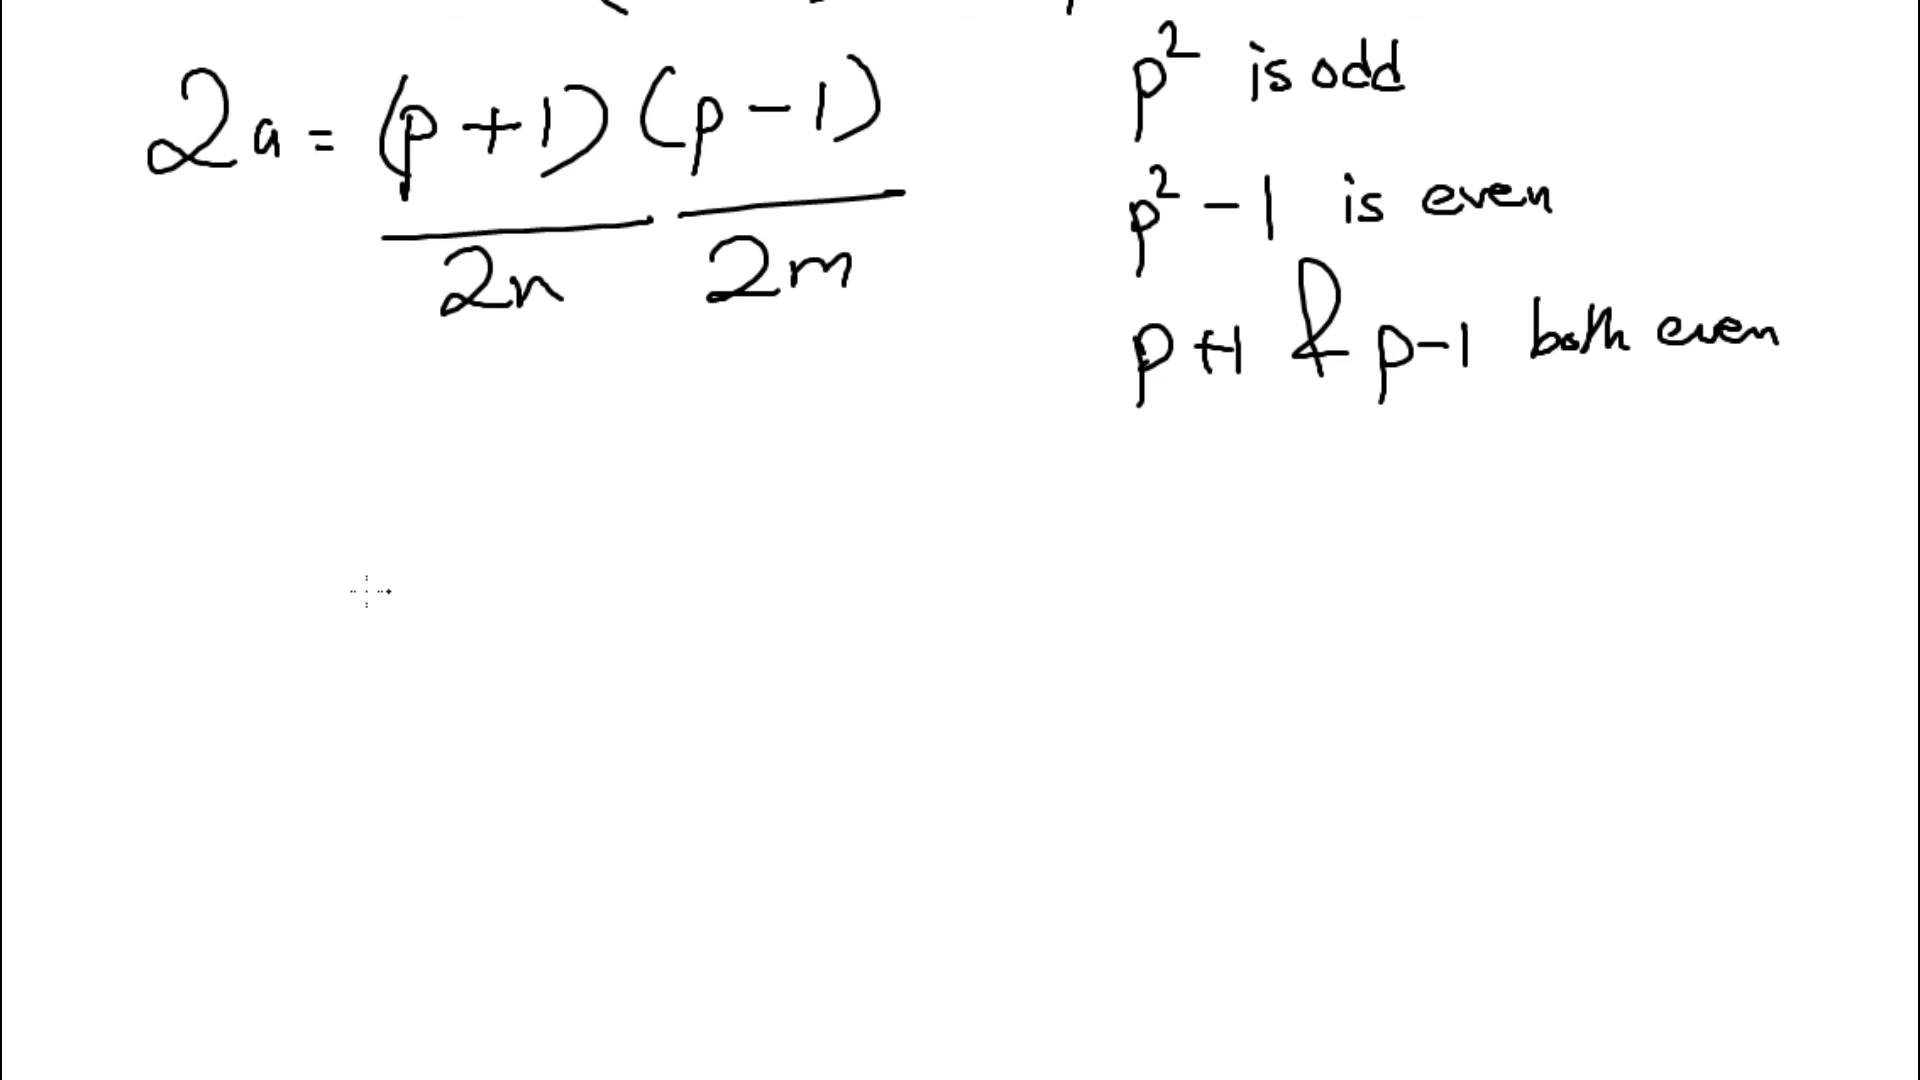 2a = (p+1)(p-1)
2n 2m
p² is odd
p²-1 is even
p+1 & p-1 both even